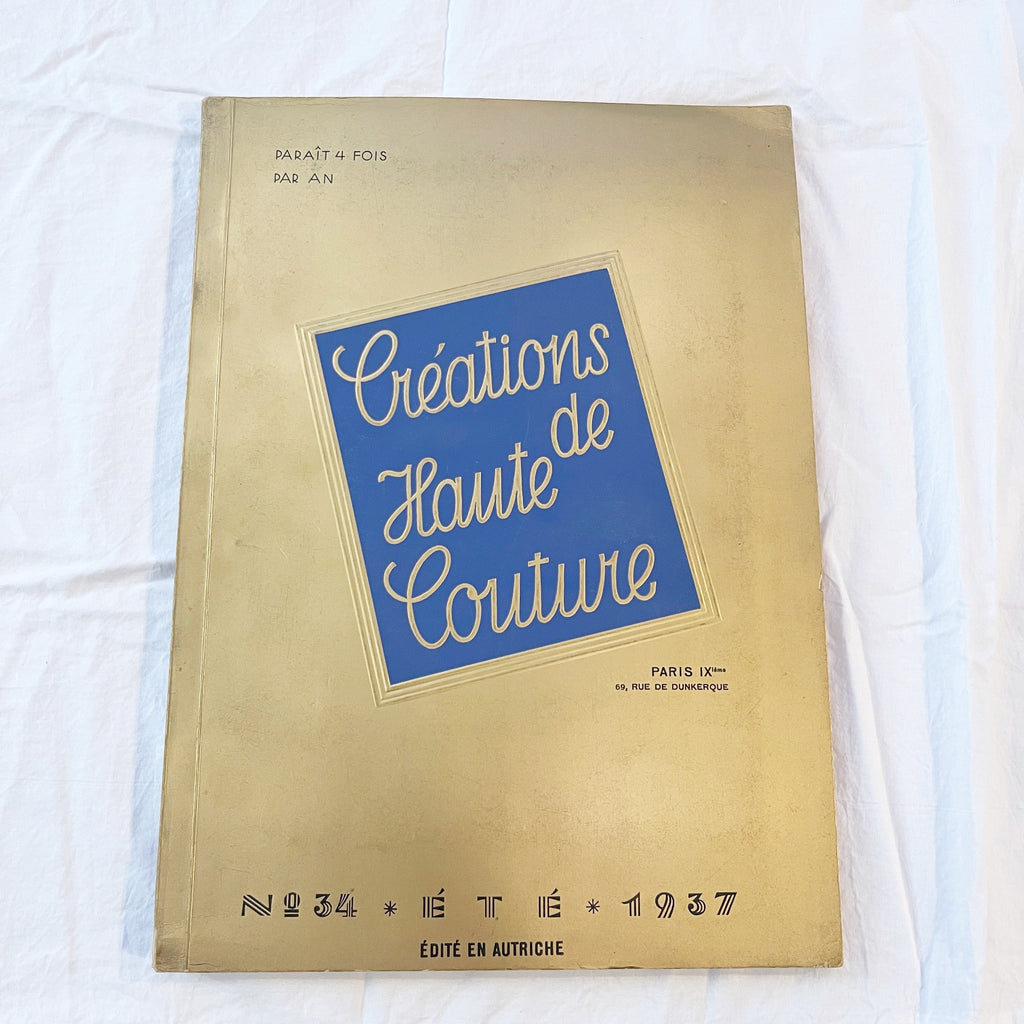 PARAÎT 4 FOIS
PAR AN
Créations
de
Haute
Couture
PARIS IXième
69, RUE DE DUNKERQUE
Nº 34 * ÉTÉ * 1937
ÉDITÉ EN AUTRICHE